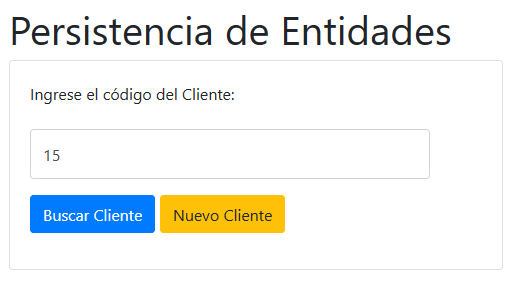 Persistencia de Entidades
Ingrese el código del Cliente:
15
Buscar Cliente Nuevo Cliente